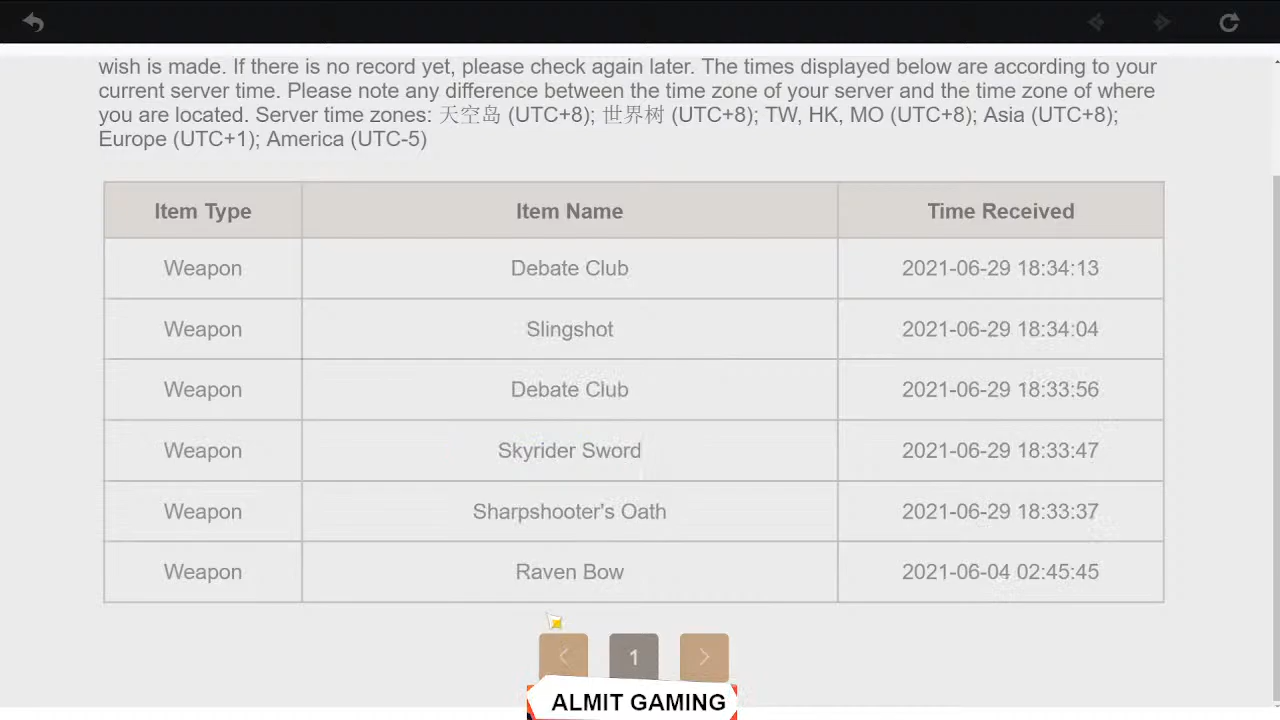 wish is made. If there is no record yet, please check again later. The times displayed below are according to your
current server time. Please note any difference between the time zone of your server and the time zone of where
you are located. Server time zones: 天空岛 (UTC+8); 世界树 (UTC+8); TW, HK, MO (UTC+8); Asia (UTC+8);
Europe (UTC+1); America (UTC-5)
Item Type Item Name Time Received
Weapon Debate Club 2021-06-29 18:34:13
Weapon Slingshot 2021-06-29 18:34:04
Weapon Debate Club 2021-06-29 18:33:56
Weapon Skyrider Sword 2021-06-29 18:33:47
Weapon Sharpshooter's Oath 2021-06-29 18:33:37
Weapon Raven Bow 2021-06-04 02:45:45
1
ALMIT GAMING